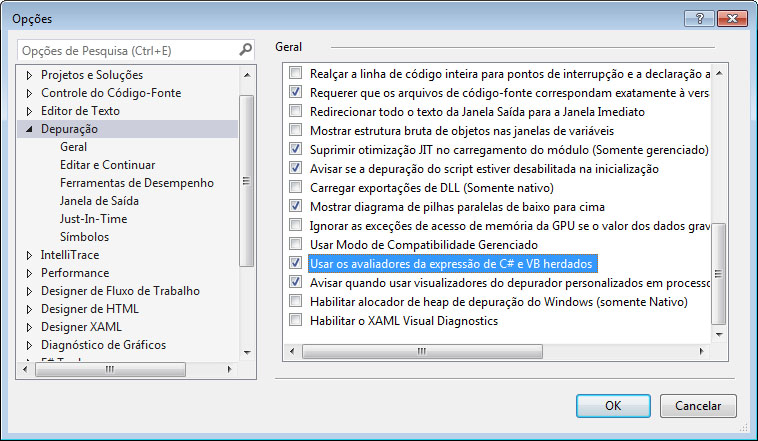 Opções
Opções de Pesquisa (Ctrl+E)
Projetos e Soluções
Controle do Código-Fonte
Editor de Texto
Depuração
Geral
Editar e Continuar
Ferramentas de Desempenho
Janela de Saída
Just-In-Time
Símbolos
IntelliTrace
Performance
Designer de Fluxo de Trabalho
Designer de HTML
Designer XAML
Diagnóstico de Gráficos
Geral
Realçar a linha de código inteira para pontos de interrupção e a declaração a
Requerer que os arquivos de código-fonte correspondam exatamente à vers
Redirecionar todo o texto da Janela Saída para a Janela Imediato
Mostrar estrutura bruta de objetos nas janelas de variáveis
Suprimir otimização JIT no carregamento do módulo (Somente gerenciado)
Avisar se a depuração do script estiver desabilitada na inicialização
Carregar exportações de DLL (Somente nativo)
Mostrar diagrama de pilhas paralelas de baixo para cima
Ignorar as exceções de acesso de memória da GPU se o valor dos dados grav
Usar Modo de Compatibilidade Gerenciado
Usar os avaliadores da expressão de C# e VB herdados
Avisar quando usar visualizadores do depurador personalizados em processo
Habilitar alocador de heap de depuração do Windows (somente Nativo)
Habilitar o XAML Visual Diagnostics
OK
Cancelar